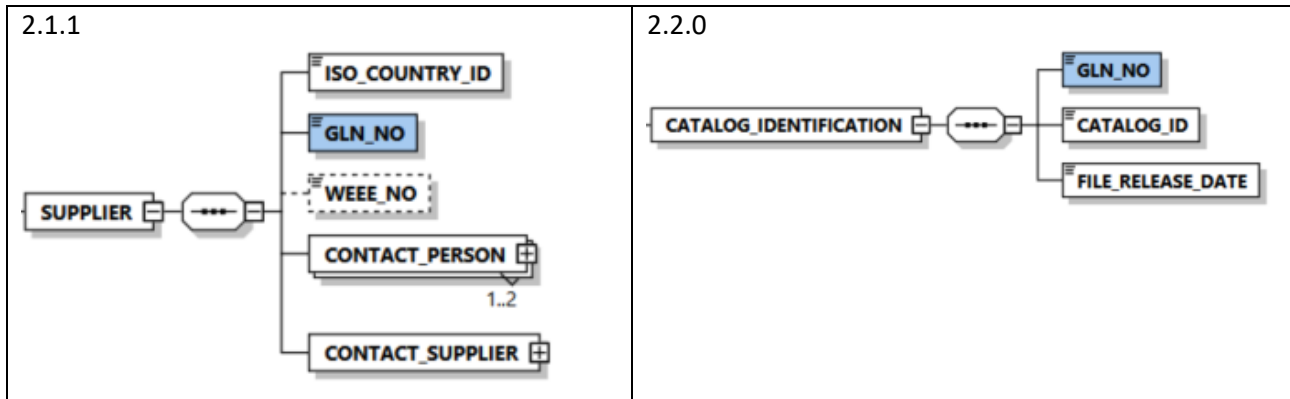 2.1.1
ISO_COUNTRY_ID
GLN_NO
WEEE_NO
SUPPLIER
CONTACT_PERSON
1..2
CONTACT_SUPPLIER
2.2.0
GLN_NO
CATALOG_IDENTIFICATION
CATALOG_ID
FILE_RELEASE_DATE